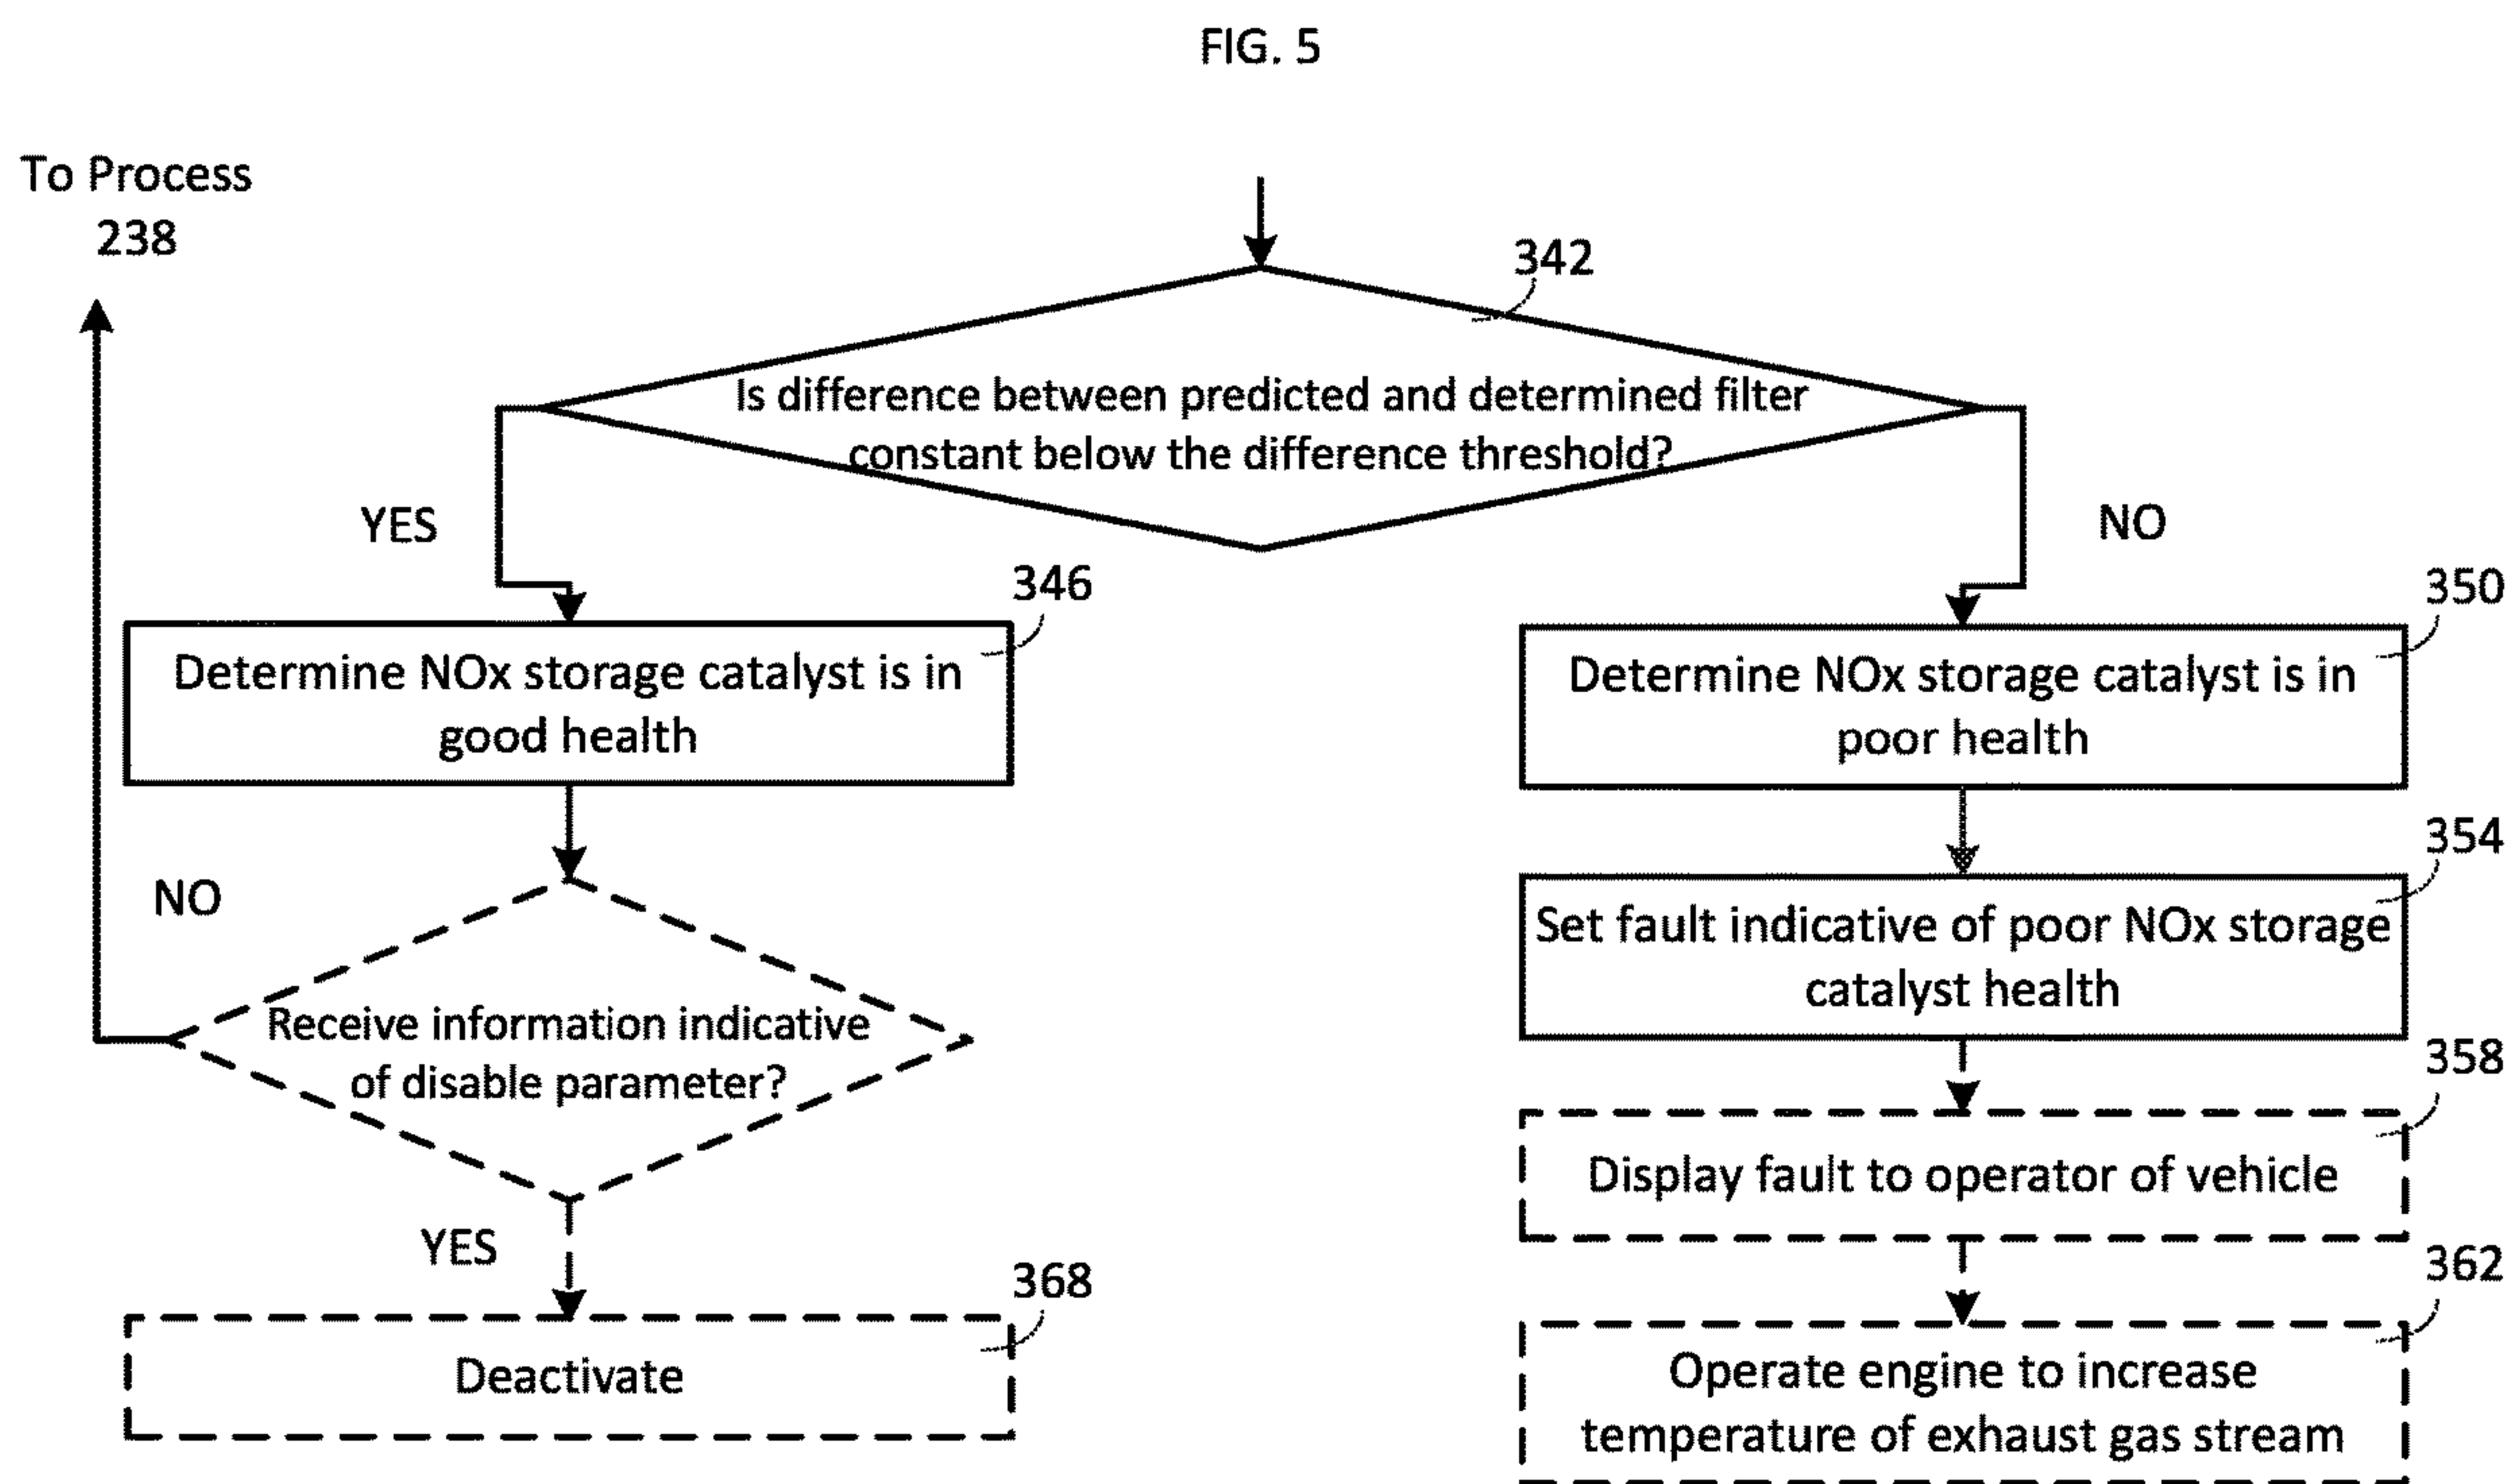 FIG. 5
To Process
238
342
Is difference between predicted and determined filter
constant below the difference threshold?
YES
NO
346
Determine NOx storage catalyst is in
good health
350
Determine NOx storage catalyst is in
poor health
354
Set fault indicative of poor NOx storage
catalyst health
NO
Receive information indicative
of disable parameter?
358
Display fault to operator of vehicle
YES
368
Deactivate
362
Operate engine to increase
temperature of exhaust gas stream